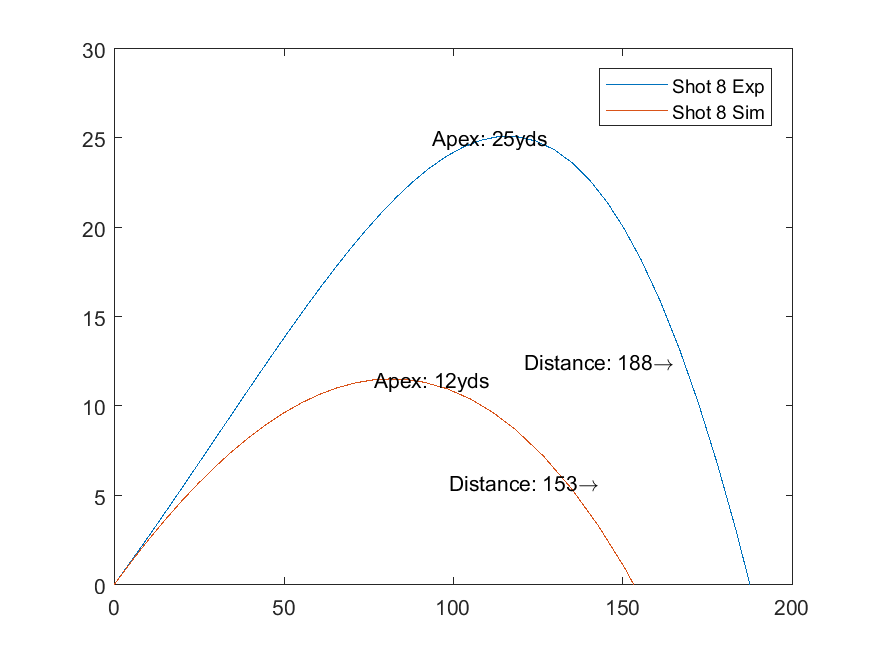 30
25
20
15
10
5
0
0
50
100
150
200
Shot 8 Exp
Shot 8 Sim
Apex: 25yds
Distance: 188→
Apex: 12yds
Distance: 153→